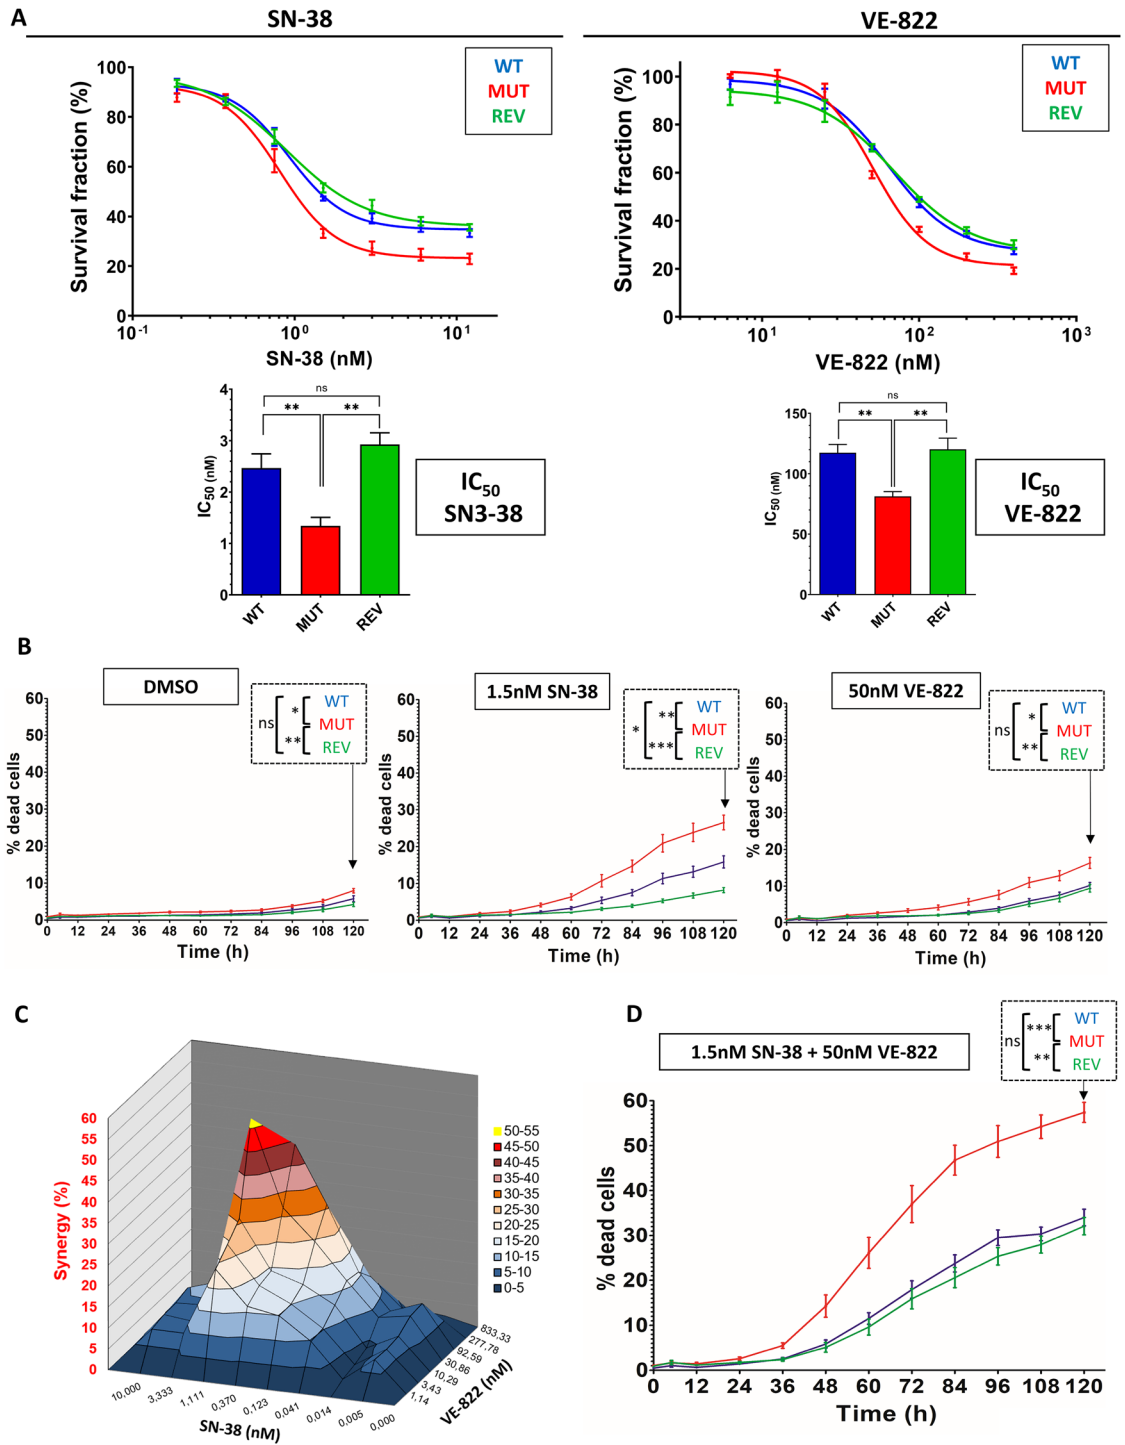 A
SN-38
VE-822
WT
MUT
REV
Survival fraction (%)
100
80
60
40
20
0
10-1
100
101
SN-38 (nM)
WT
MUT
REV
Survival fraction (%)
100
80
60
40
20
0
101
102
103
VE-822 (nM)
ns
** **
IC50 (nM)
4
3
2
1
0
WT MUT REV
IC50
SN3-38
ns
** **
IC50 (nM)
150
100
50
0
WT MUT REV
IC50
VE-822
B
DMSO
ns * ** WT
MUT
REV
% dead cells
60
50
40
30
20
10
0
0 12 24 36 48 60 72 84 96 108 120
Time (h)
1.5nM SN-38
* ** *** WT
MUT
REV
% dead cells
60
50
40
30
20
10
0
0 12 24 36 48 60 72 84 96 108 120
Time (h)
50nM VE-822
ns * ** WT
MUT
REV
% dead cells
60
50
40
30
20
10
0
0 12 24 36 48 60 72 84 96 108 120
Time (h)
C
Synergy (%)
60
55
50
45
40
35
30
25
20
15
10
5
0
50-55
45-50
40-45
35-40
30-35
25-30
20-25
15-20
10-15
5-10
0-5
10,000 3,333 1,111 0,370 0,123 0,041 0,014 0,005 0,000
SN-38 (nM)
833,33
277,78
92,59
30,86
10,29
3,43
1,14
VE-822 (nM)
D
1.5nM SN-38 + 50nM VE-822
ns *** ** WT
MUT
REV
% dead cells
60
50
40
30
20
10
0
0 12 24 36 48 60 72 84 96 108 120
Time (h)